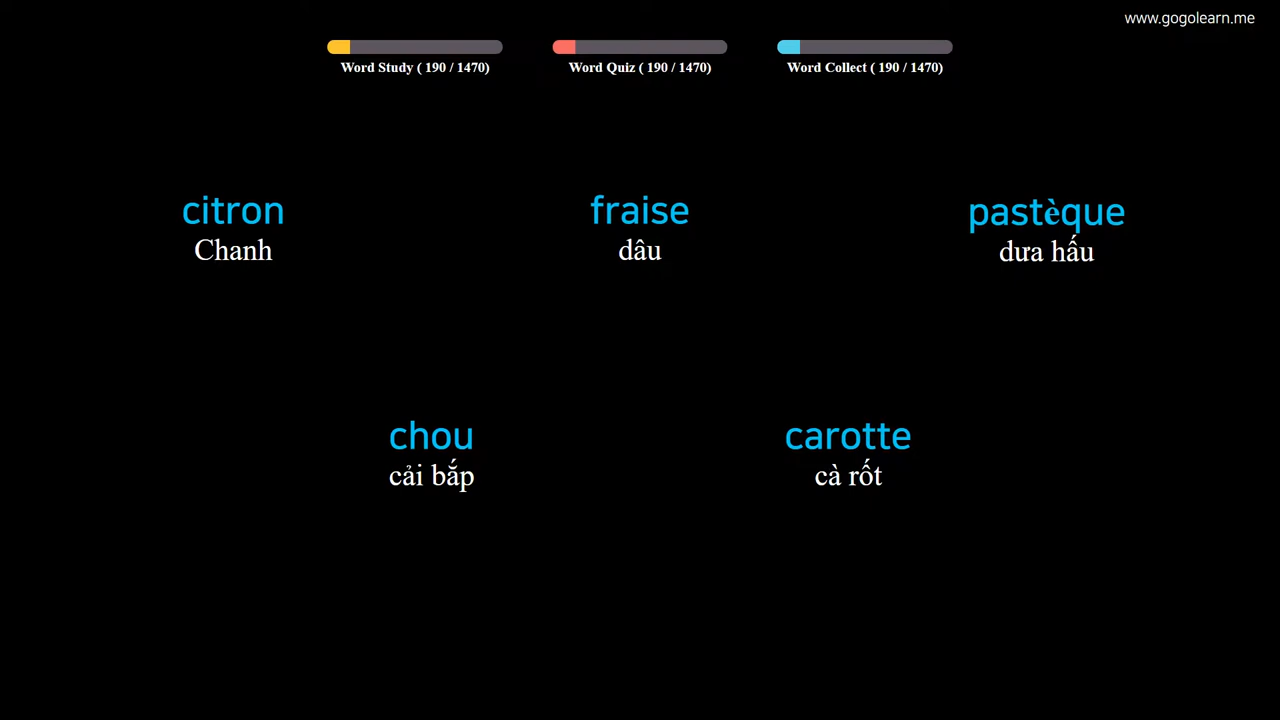 www.gogolearn.me
Word Study ( 190 / 1470)
Word Quiz ( 190 / 1470)
Word Collect ( 190 / 1470)
citron
Chanh
fraise
dâu
pastèque
dưa hấu
chou
cải bắp
carotte
cà rốt